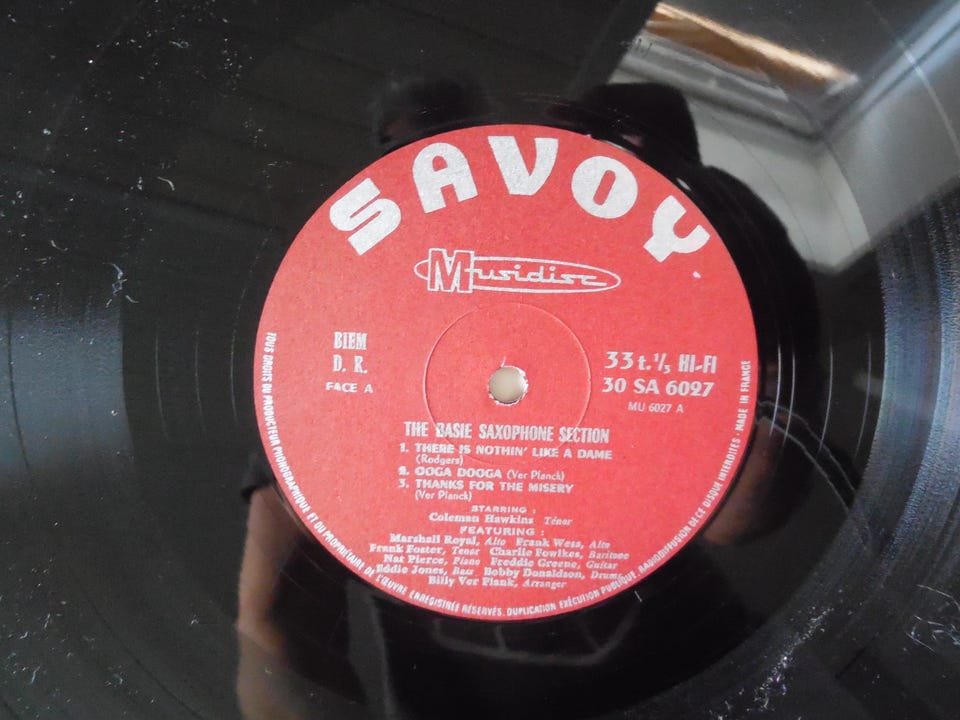 SAVOY
Musidisc
BIEM
D. R.
FACE A
33 t. 1/3 HI-FI
30 SA 6027
MU 6027 A
THE BASIE SAXOPHONE SECTION
1. THERE IS NOTHIN' LIKE A DAME
(Rodgers)
2. OOGA DOOGA (Ver Planck)
3. THANKS FOR THE MISERY
(Ver Planck)
STARRING :
Coleman Hawkins Ténor
FEATURING :
Marshall Royal, Alto Frank Wess, Alto
Frank Foster, Tenor Charlie Fowlkes, Baritone
Nat Pierce, Piano Freddie Greene, Guitar
Eddie Jones, Bass Bobby Donaldson, Drums
Billy Ver Plank, Arranger
TOUS DROITS DU PRODUCTEUR PHONOGRAPHIQUE ET DU PROPRIÉTAIRE DE L'ŒUVRE ENREGISTRÉE RÉSERVÉS. DUPLICATION EXÉCUTION PUBLIQUE RADIODIFFUSION DE CE DISQUE INTERDITES - MADE IN FRANCE